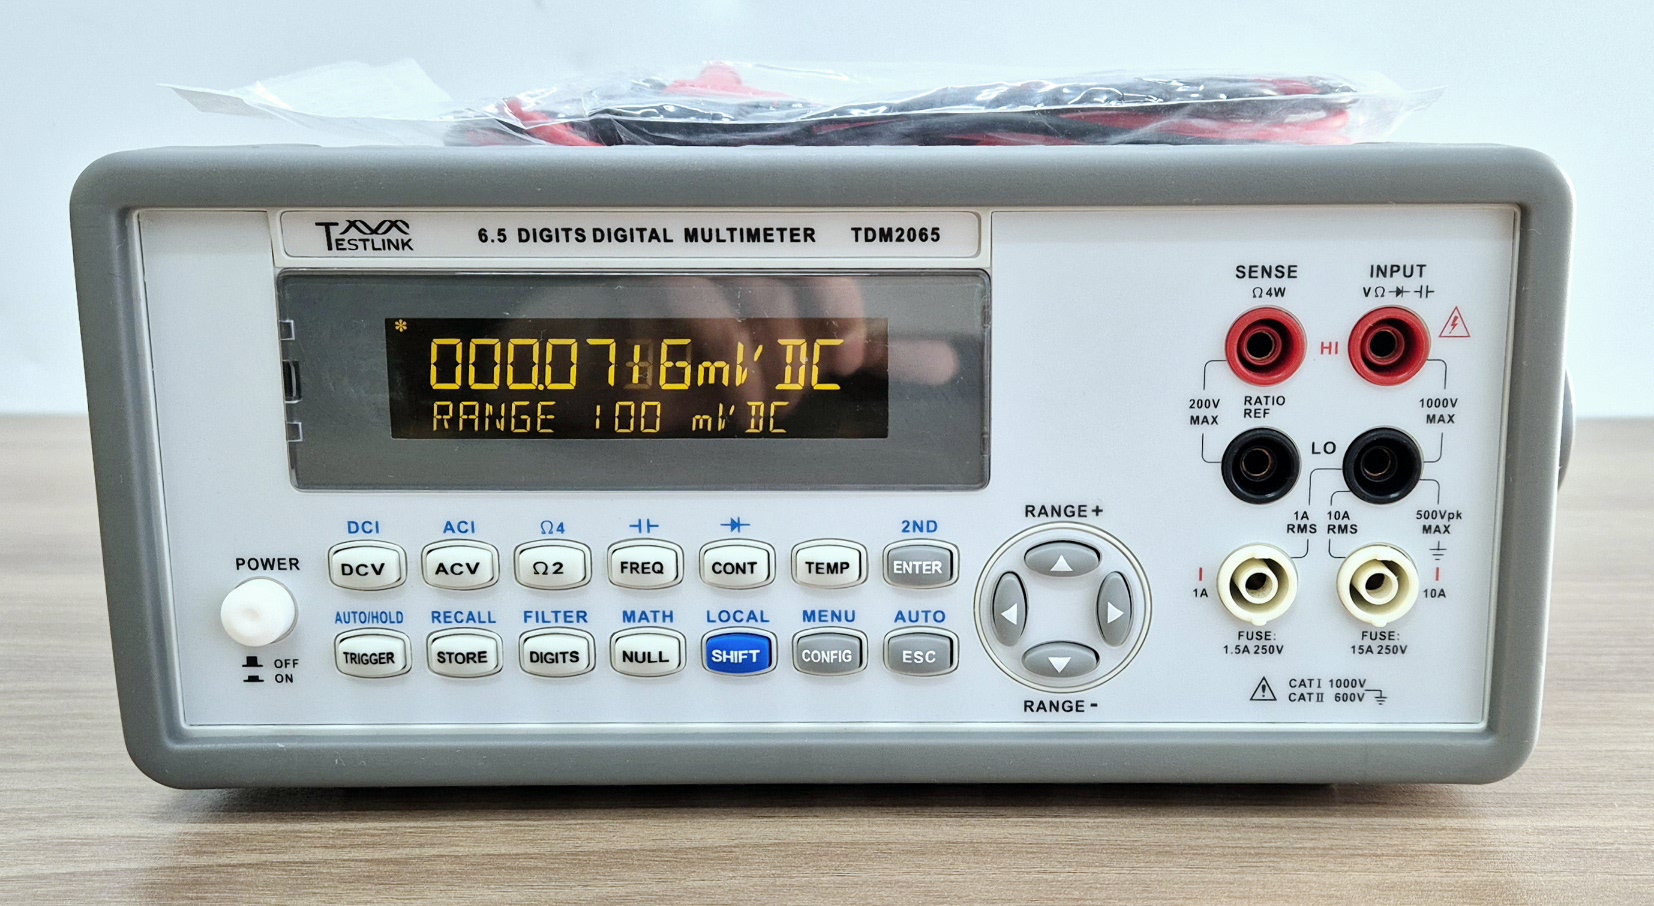 TESTLINK
6.5 DIGITS DIGITAL MULTIMETER TDM2065
*
mV DC
RANGE 100 mV DC
POWER
OFF
ON
DCI ACI Ω4 2ND
DCV ACV Ω2 FREQ CONT TEMP ENTER
AUTO/HOLD RECALL FILTER MATH LOCAL MENU AUTO
TRIGGER STORE DIGITS NULL SHIFT CONFIG ESC
RANGE+
RANGE-
SENSE INPUT
Ω4W VΩ
HI
200V
MAX
RATIO
REF
1000V
MAX
LO
1A
RMS
10A
RMS
500Vpk
MAX
I
1A
I
10A
FUSE:
1.5A 250V
FUSE:
15A 250V
CAT I 1000V
CAT II 600V